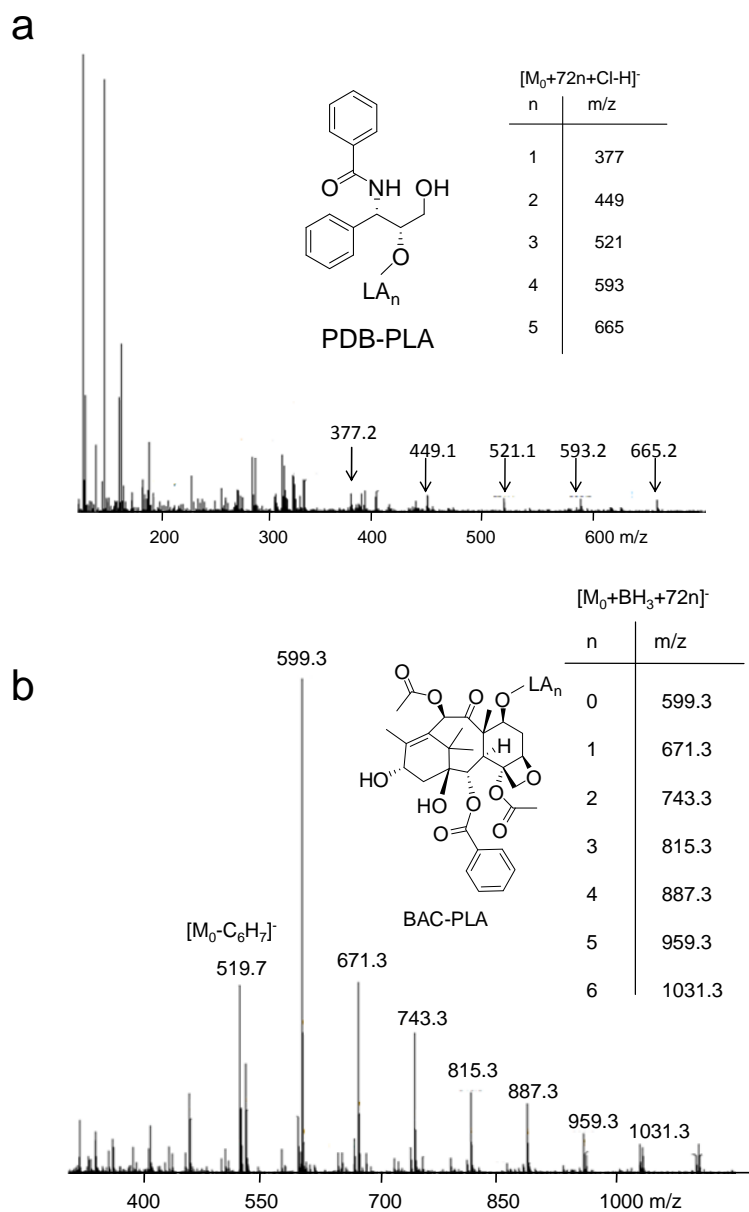 a
[M₀+72n+Cl-H]⁻
n m/z
1 377
2 449
3 521
4 593
5 665
O NH OH
O
LAₙ
PDB-PLA
377.2 449.1 521.1 593.2 665.2
200 300 400 500 600 m/z
b
[M₀+BH₃+72n]⁻
n m/z
0 599.3
1 671.3
2 743.3
3 815.3
4 887.3
5 959.3
6 1031.3
O O O O LAₙ
H
HO O
HO O O
O O
BAC-PLA
[M₀-C₆H₇]⁻
519.7
599.3
671.3
743.3
815.3
887.3
959.3
1031.3
400 550 700 850 1000 m/z